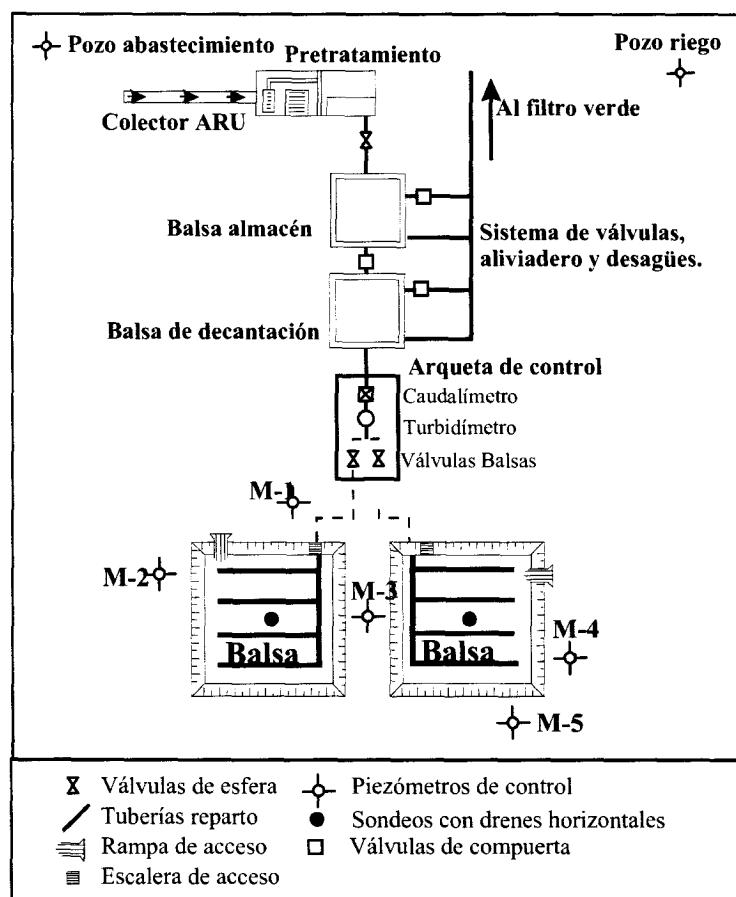 Pozo abastecimiento
Pozo riego
Pretratamiento
Colector ARU
Al filtro verde
Balsa almacén
Sistema de válvulas,
aliviadero y desagües.
Balsa de decantación
Arqueta de control
Caudalímetro
Turbidímetro
Válvulas Balsas
M-1
M-2
M-3
M-4
Balsa
Balsa
M-5
Válvulas de esfera
Piezómetros de control
Tuberías reparto
Sondeos con drenes horizontales
Rampa de acceso
Válvulas de compuerta
Escalera de acceso